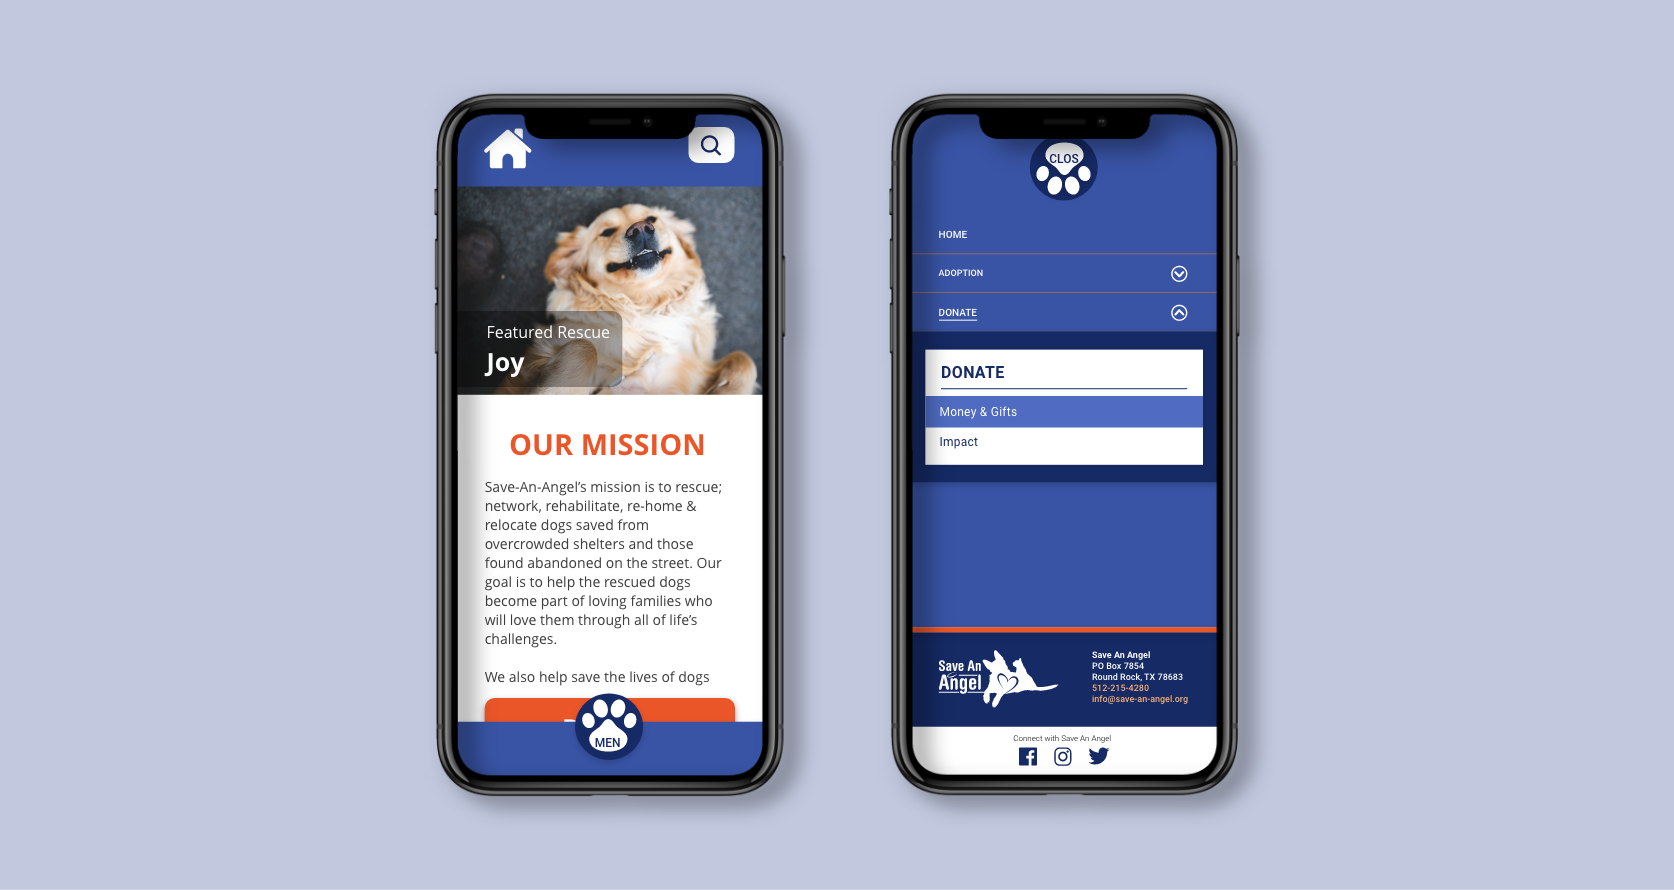 Featured Rescue
Joy
OUR MISSION
Save-An-Angel’s mission is to rescue;
network, rehabilitate, re-home &
relocate dogs saved from
overcrowded shelters and those
found abandoned on the street. Our
goal is to help the rescued dogs
become part of loving families who
will love them through all of life’s
challenges.
We also help save the lives of dogs
MEN
CLOS
HOME
ADOPTION
DONATE
DONATE
Money & Gifts
Impact
Save An
Angel
Save An Angel
PO Box 7854
Round Rock, TX 78683
512-215-4280
info@save-an-angel.org
Connect with Save An Angel